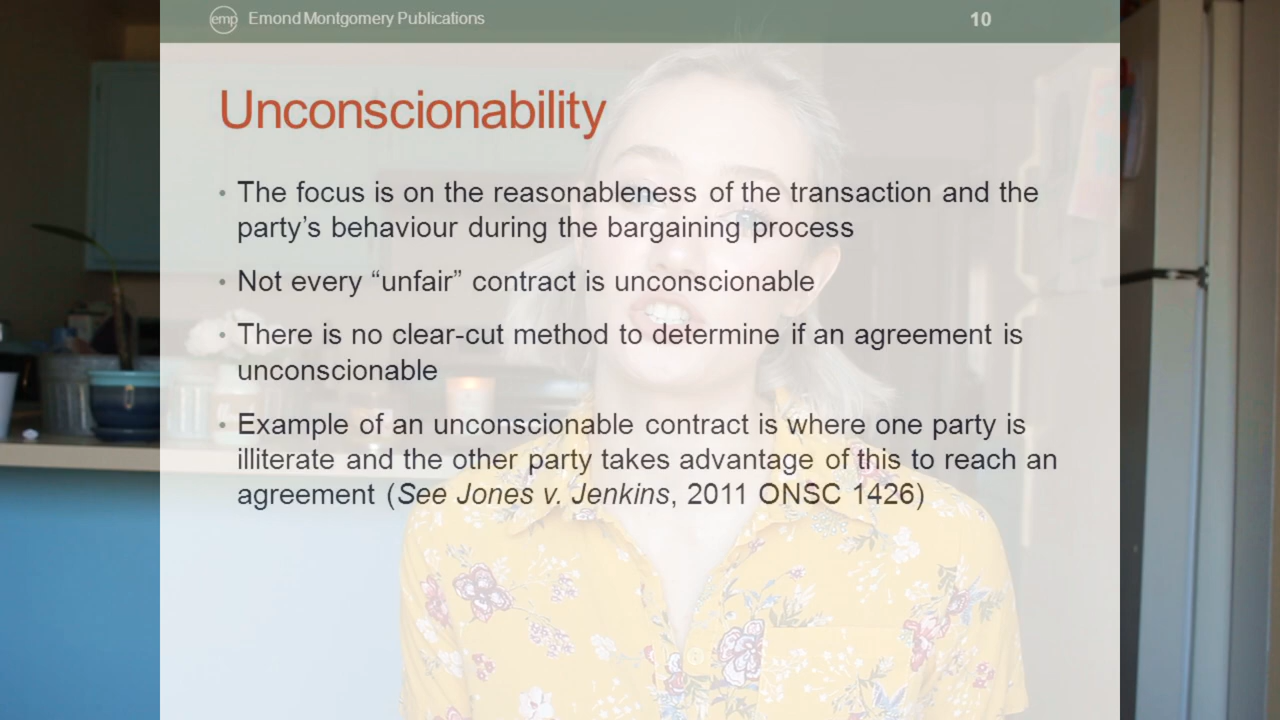 emp Emond Montgomery Publications 10
Unconscionability
• The focus is on the reasonableness of the transaction and the
party’s behaviour during the bargaining process
• Not every “unfair” contract is unconscionable
• There is no clear-cut method to determine if an agreement is
unconscionable
• Example of an unconscionable contract is where one party is
illiterate and the other party takes advantage of this to reach an
agreement (See Jones v. Jenkins, 2011 ONSC 1426)